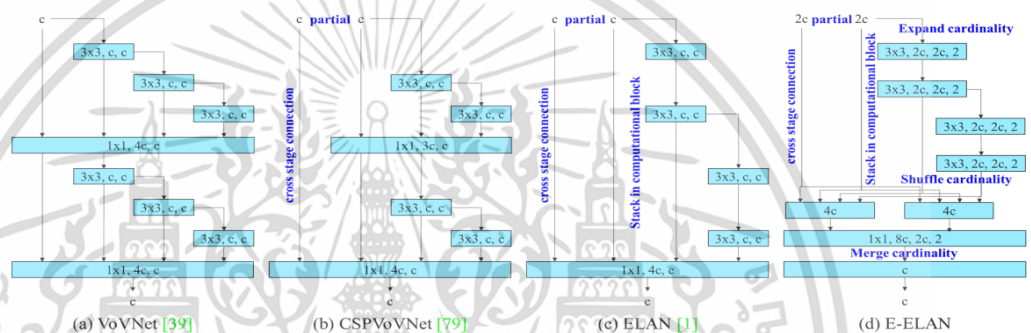 c
3x3, c, c
3x3, c, c
3x3, c, c
1x1, 4c, c
3x3, c, c
3x3, c, c
3x3, c, c
1x1, 4c, c
c
(a) VoVNet [39]
c partial c
cross stage connection
3x3, c, c
3x3, c, c
1x1, 3c, c
3x3, c, c
3x3, c, c
1x1, 4c, c
c
(b) CSPVoVNet [79]
c partial c
cross stage connection
Stack in computational block
3x3, c, c
3x3, c, c
3x3, c, c
3x3, c, c
1x1, 4c, c
c
(c) ELAN [1]
2c partial 2c
Expand cardinality
cross stage connection
Stack in computational block
3x3, 2c, 2c, 2
3x3, 2c, 2c, 2
3x3, 2c, 2c, 2
3x3, 2c, 2c, 2
Shuffle cardinality
4c
4c
1x1, 8c, 2c, 2
Merge cardinality
c
c
(d) E-ELAN